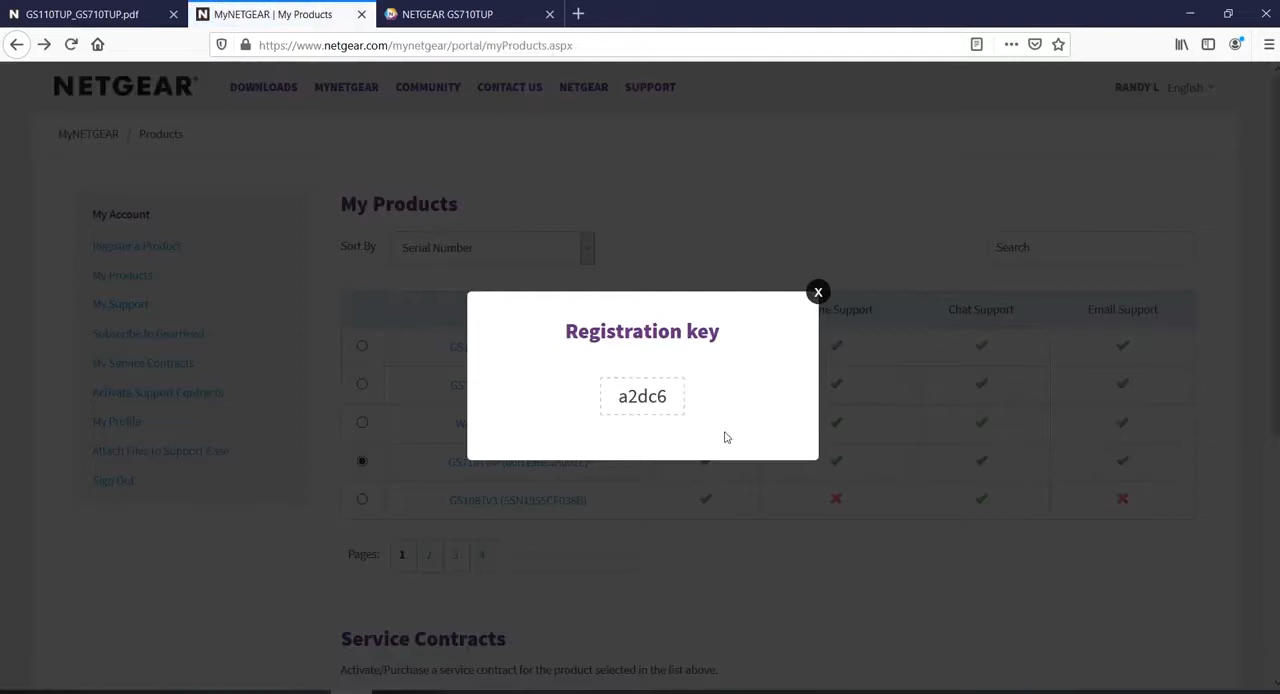 GS110TUP_GS710TUP.pdf
MyNETGEAR | My Products
NETGEAR GS710TUP
https://www.netgear.com/mynetgear/portal/myProducts.aspx
NETGEAR
DOWNLOADS MYNETGEAR COMMUNITY CONTACT US NETGEAR SUPPORT
RANDY L English
MyNETGEAR / Products
My Account
Register a Product
My Products
My Support
Subscribe to GearHead
My Service Contracts
Activate Support Contracts
My Profile
Attach Files to Support Case
Sign Out
My Products
Sort By Serial Number
Search
Support Chat Support Email Support
Registration key
a2dc6
X
Pages: 1 2 3 4
Service Contracts
Activate/Purchase a service contract for the product selected in the list above.